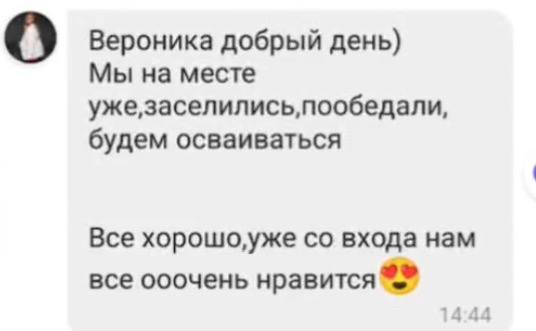 Вероника добрый день)
Мы на месте
уже,заселились,пообедали,
будем осваиваться
Все хорошо,уже со входа нам
все ооочень нравится😍
14:44